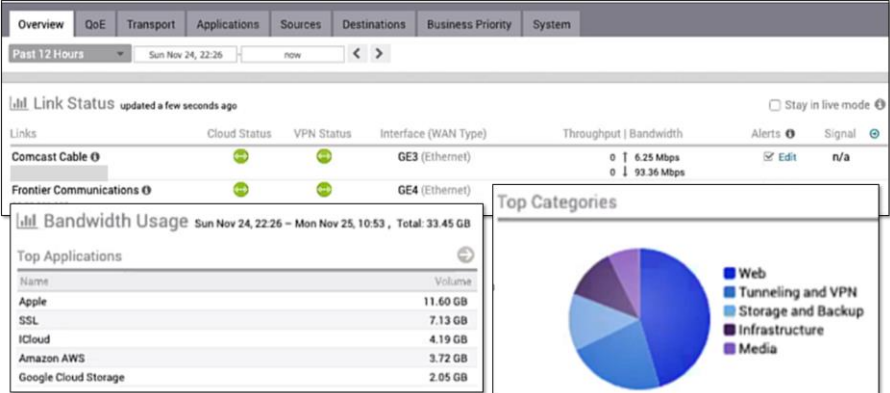 Overview QoE Transport Applications Sources Destinations Business Priority System
Past 12 Hours Sun Nov 24, 22:26 - now
Link Status updated a few seconds ago Stay in live mode
Links Cloud Status VPN Status Interface (WAN Type) Throughput | Bandwidth Alerts Signal
Comcast Cable GE3 (Ethernet) 0 ↑ 6.25 Mbps Edit n/a
0 ↓ 93.36 Mbps
Frontier Communications GE4 (Ethernet)
Bandwidth Usage Sun Nov 24, 22:26 – Mon Nov 25, 10:53 , Total: 33.45 GB
Top Applications
Name Volume
Apple 11.60 GB
SSL 7.13 GB
ICloud 4.19 GB
Amazon AWS 3.72 GB
Google Cloud Storage 2.05 GB
Top Categories
Web
Tunneling and VPN
Storage and Backup
Infrastructure
Media